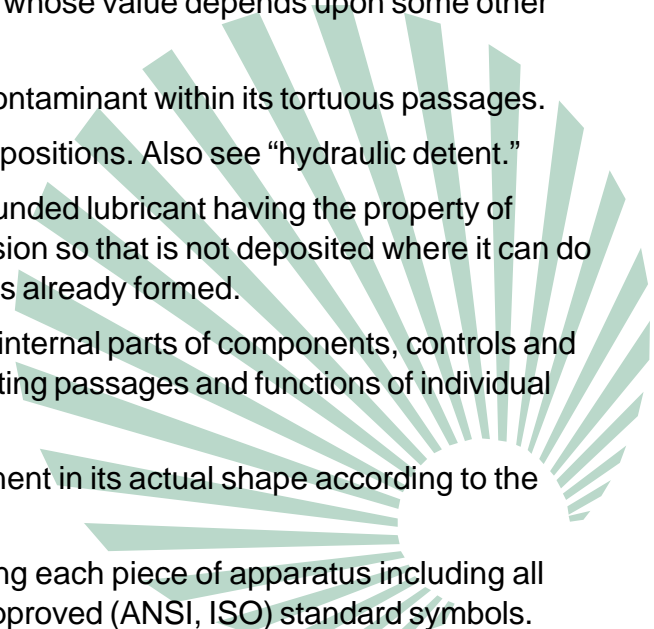 whose value depends upon some other
contaminant within its tortuous passages.
positions. Also see “hydraulic detent.”
unded lubricant having the property of
sion so that is not deposited where it can do
s already formed.
internal parts of components, controls and
ting passages and functions of individual
nent in its actual shape according to the
ng each piece of apparatus including all
pproved (ANSI, ISO) standard symbols.